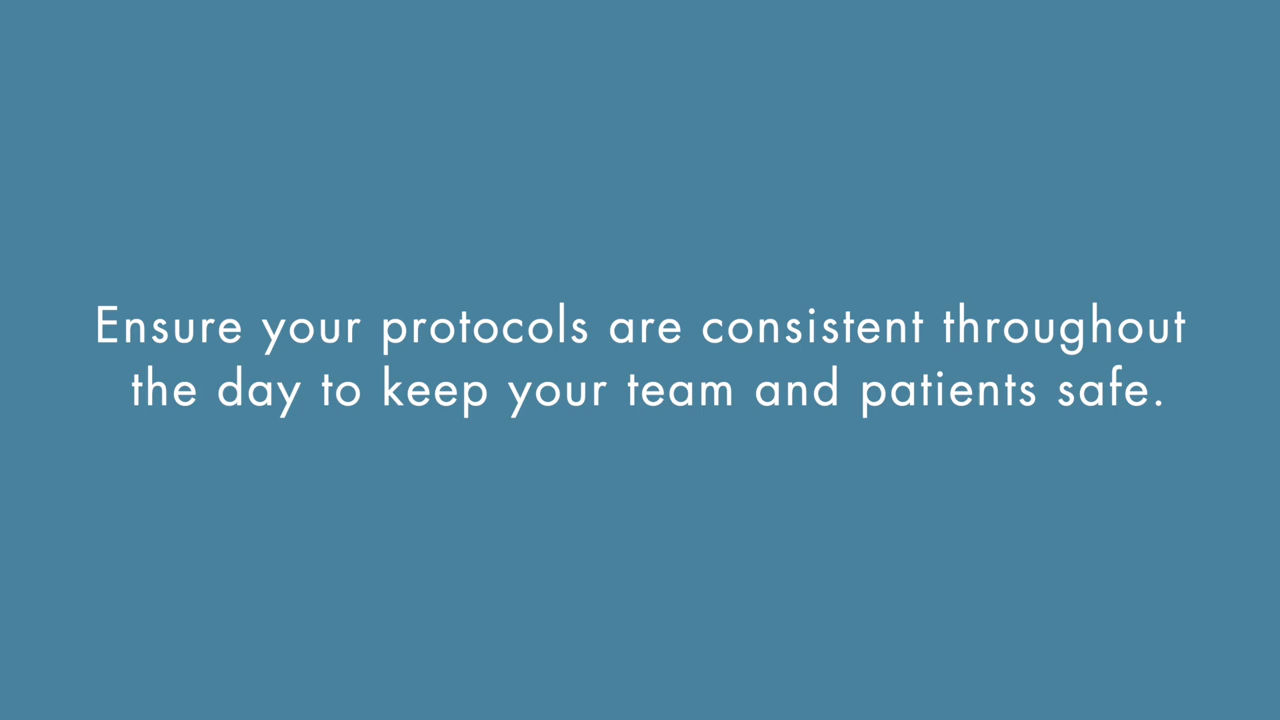 Ensure your protocols are consistent throughout
the day to keep your team and patients safe.